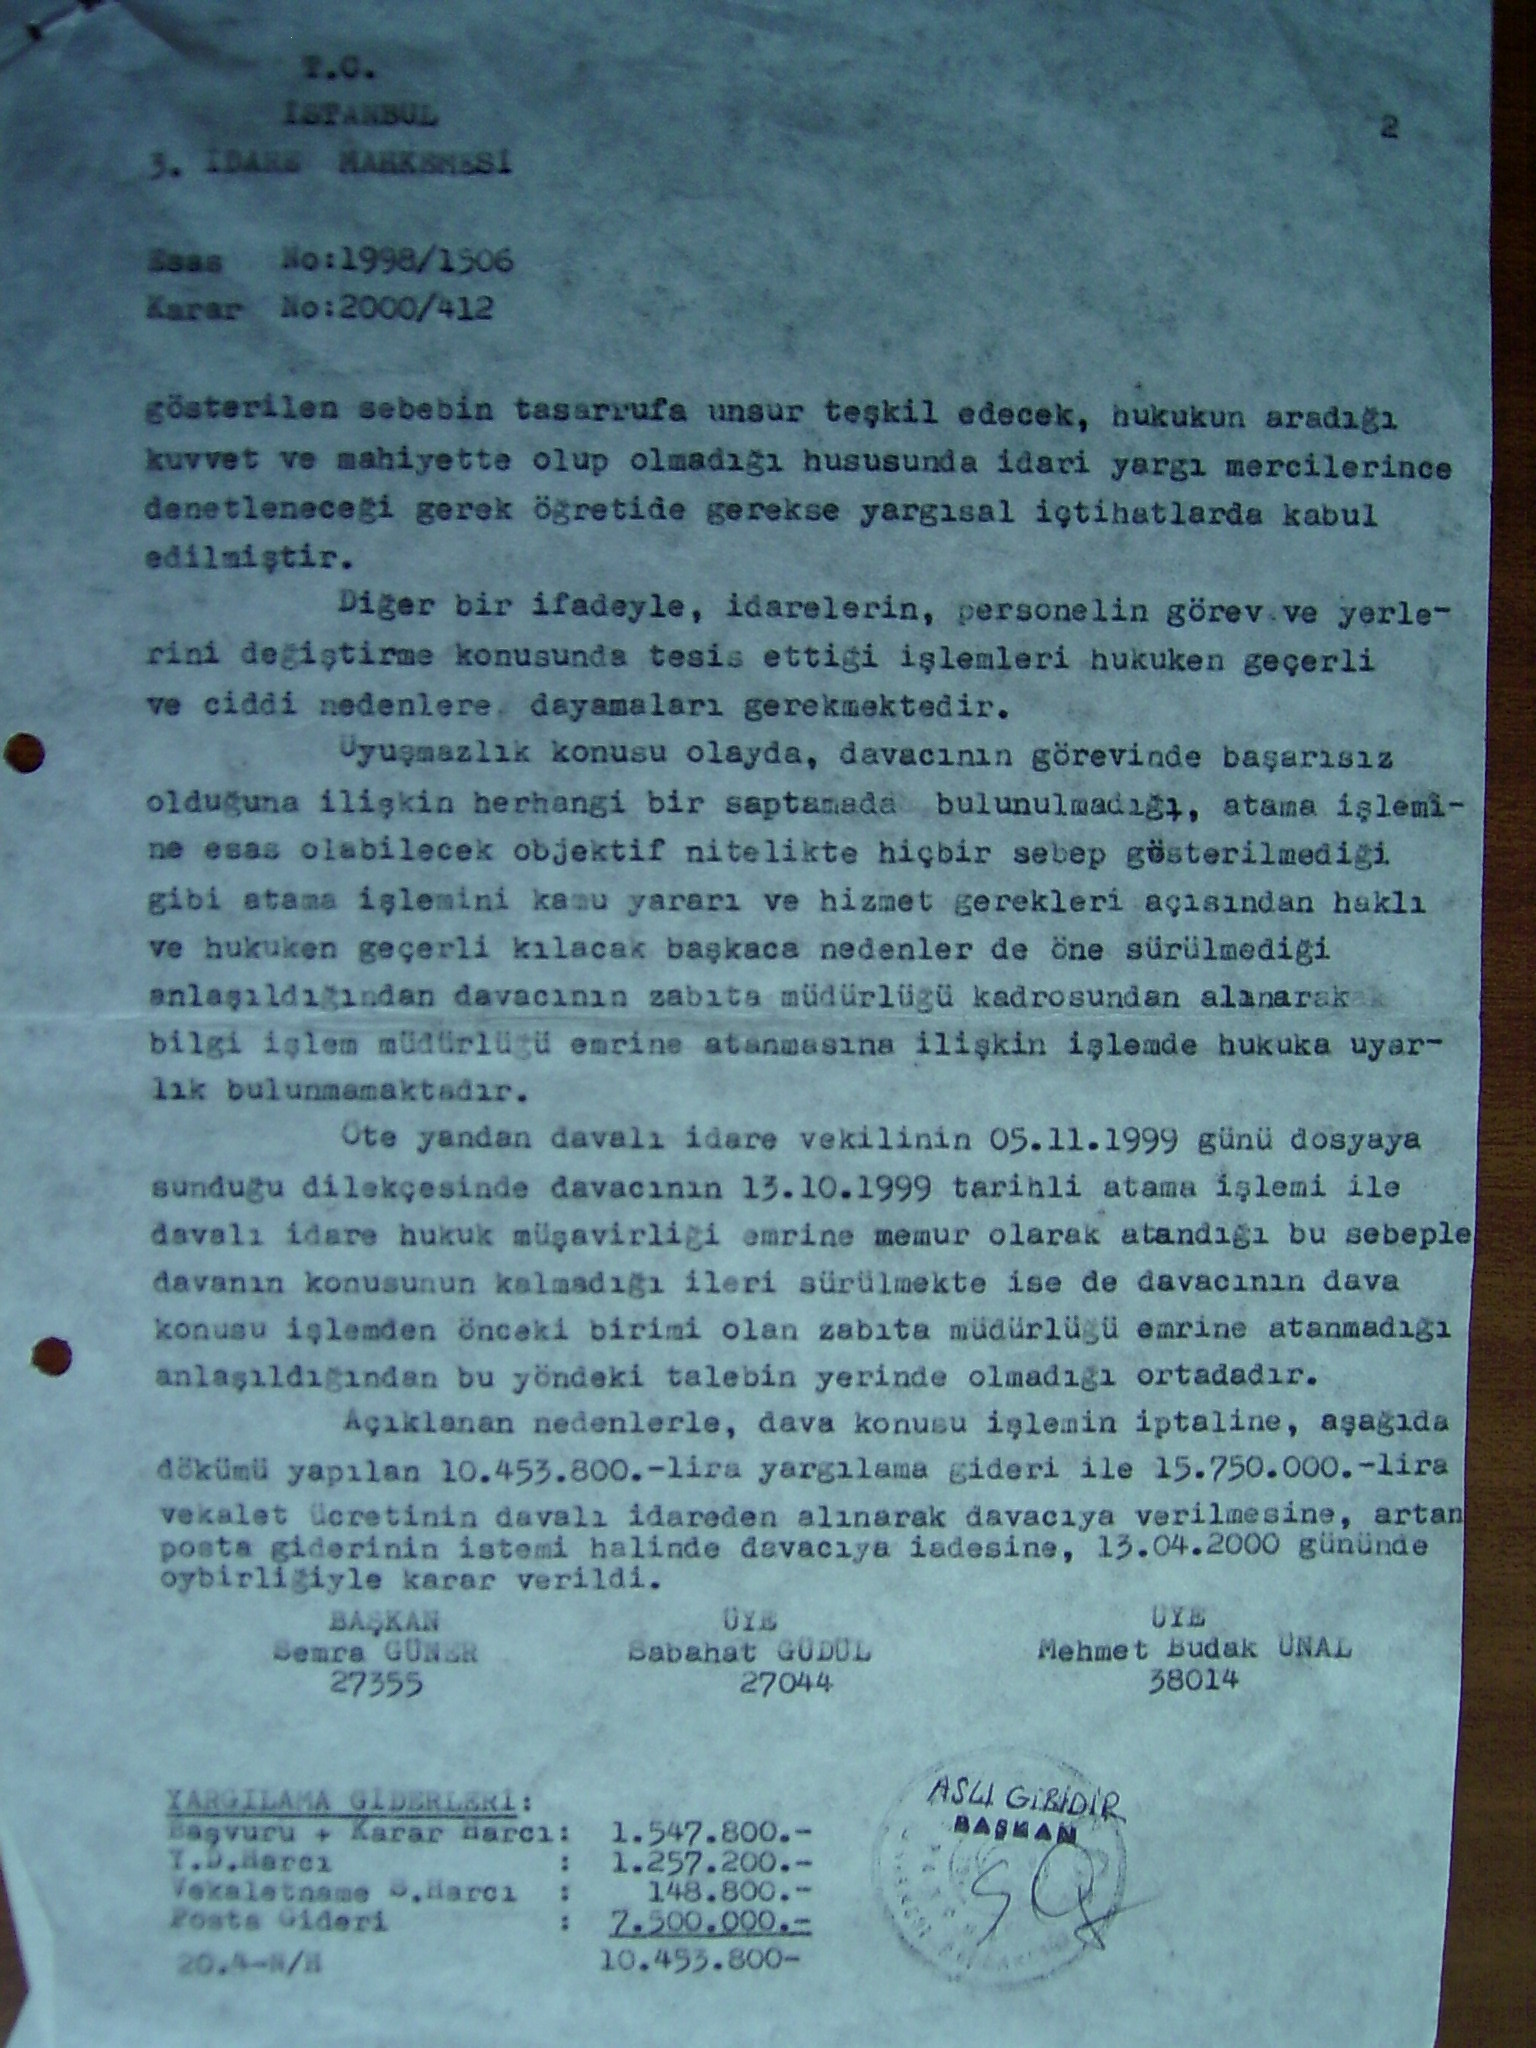 T.C.
İSTANBUL
3. İDARE MAHKEMESİ
2
Esas No:1998/1506
Karar No:2000/412
gösterilen sebebin tasarrufa unsur teşkil edecek, hukukun aradığı
kuvvet ve mahiyette olup olmadığı hususunda idari yargı mercilerince
denetleneceği gerek öğretide gerekse yargısal içtihatlarda kabul
edilmiştir.
Diğer bir ifadeyle, idarelerin, personelin görev ve yerle-
rini değiştirme konusunda tesis ettiği işlemleri hukuken geçerli
ve ciddi nedenlere dayamaları gerekmektedir.
Uyuşmazlık konusu olayda, davacının görevinde başarısız
olduğuna ilişkin herhangi bir saptamada bulunulmadığı, atama işlemi-
ne esas olabilecek objektif nitelikte hiçbir sebep gösterilmediği
gibi atama işlemini kamu yararı ve hizmet gerekleri açısından haklı
ve hukuken geçerli kılacak başkaca nedenler de öne sürülmediği
anlaşıldığından davacının zabıta müdürlüğü kadrosundan alınarak
bilgi işlem müdürlüğü emrine atanmasına ilişkin işlemde hukuka uyar-
lık bulunmamaktadır.
Öte yandan davalı idare vekilinin 05.11.1999 günü dosyaya
sunduğu dilekçesinde davacının 13.10.1999 tarihli atama işlemi ile
davalı idare hukuk müşavirliği emrine memur olarak atandığı bu sebeple
davanın konusunun kalmadığı ileri sürülmekte ise de davacının dava
konusu işlemden önceki birimi olan zabıta müdürlüğü emrine atanmadığı
anlaşıldığından bu yöndeki talebin yerinde olmadığı ortadadır.
Açıklanan nedenlerle, dava konusu işlemin iptaline, aşağıda
dökümü yapılan 10.453.800.-lira yargılama gideri ile 15.750.000.-lira
vekalet ücretinin davalı idareden alınarak davacıya verilmesine, artan
posta giderinin istemi halinde davacıya iadesine, 13.04.2000 gününde
oybirliğiyle karar verildi.
BAŞKAN ÜYE ÜYE
Semra GÜNER Sabahat GÜDÜL Mehmet Budak ÜNAL
27355 27044 38014
YARGILAMA GİDERLERİ:
Başvuru + Karar Harcı: 1.547.800.-
Y.D.Harcı : 1.257.200.-
Vekaletname S.Harcı : 148.800.-
Posta Gideri : 7.500.000.-
20.4-N/H 10.453.800-
ASLI GİBİDİR
BAŞKAN